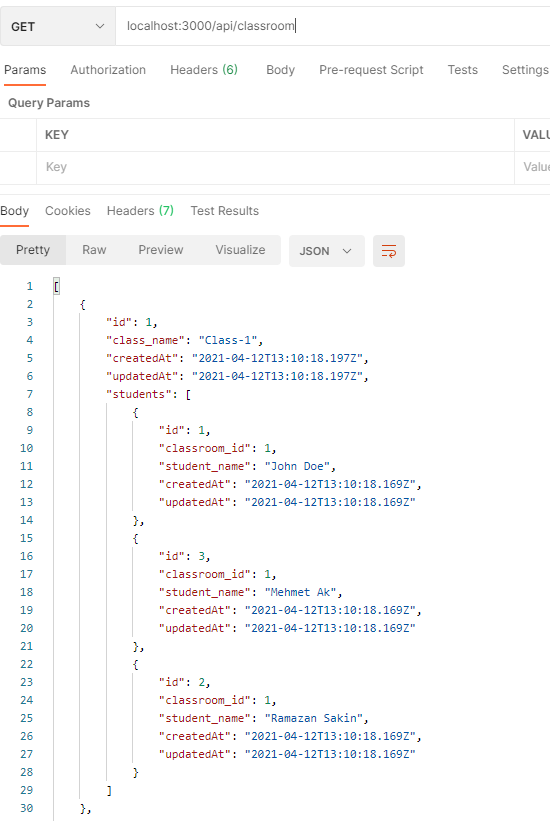 GET localhost:3000/api/classroom
Params Authorization Headers (6) Body Pre-request Script Tests Settings
Query Params
KEY VALU
Key Value
Body Cookies Headers (7) Test Results
Pretty Raw Preview Visualize JSON
1 [
2 {
3 "id": 1,
4 "class_name": "Class-1",
5 "createdAt": "2021-04-12T13:10:18.197Z",
6 "updatedAt": "2021-04-12T13:10:18.197Z",
7 "students": [
8 {
9 "id": 1,
10 "classroom_id": 1,
11 "student_name": "John Doe",
12 "createdAt": "2021-04-12T13:10:18.169Z",
13 "updatedAt": "2021-04-12T13:10:18.169Z"
14 },
15 {
16 "id": 3,
17 "classroom_id": 1,
18 "student_name": "Mehmet Ak",
19 "createdAt": "2021-04-12T13:10:18.169Z",
20 "updatedAt": "2021-04-12T13:10:18.169Z"
21 },
22 {
23 "id": 2,
24 "classroom_id": 1,
25 "student_name": "Ramazan Sakin",
26 "createdAt": "2021-04-12T13:10:18.169Z",
27 "updatedAt": "2021-04-12T13:10:18.169Z"
28 }
29 ]
30 },